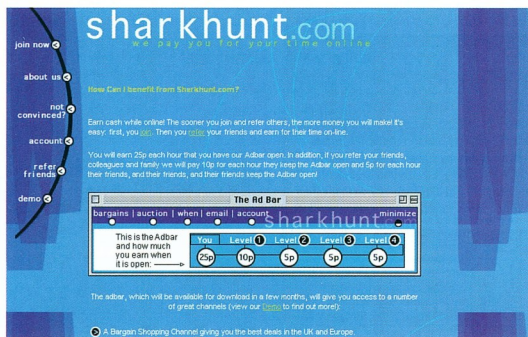 sharkhunt.com
we pay you for your time online
join now
about us
not
convinced?
account
refer
friends
demo
How Can I benefit from Sharkhunt.com?
Earn cash while online! The sooner you join and refer others, the more money you will make! It's
easy: first, you join. Then you refer your friends and earn for their time on-line.
You will earn 25p each hour that you have our Adbar open. In addition, if you refer your friends,
colleagues and family we will pay 10p for each hour they keep the Adbar open and 5p for each hour
their friends, and their friends, and their friends keep the Adbar open!
The Ad Bar
bargains | auction | when | email | account
sharkhunt.com
minimize
This is the Adbar
and how much
you earn when
it is open:
You Level 1 Level 2 Level 3 Level 4
25p 10p 5p 5p 5p
The adbar, which will be available for download in a few months, will give you access to a number
of great channels (view our Demo to find out more!):
A Bargain Shopping Channel giving you the best deals in the UK and Europe.